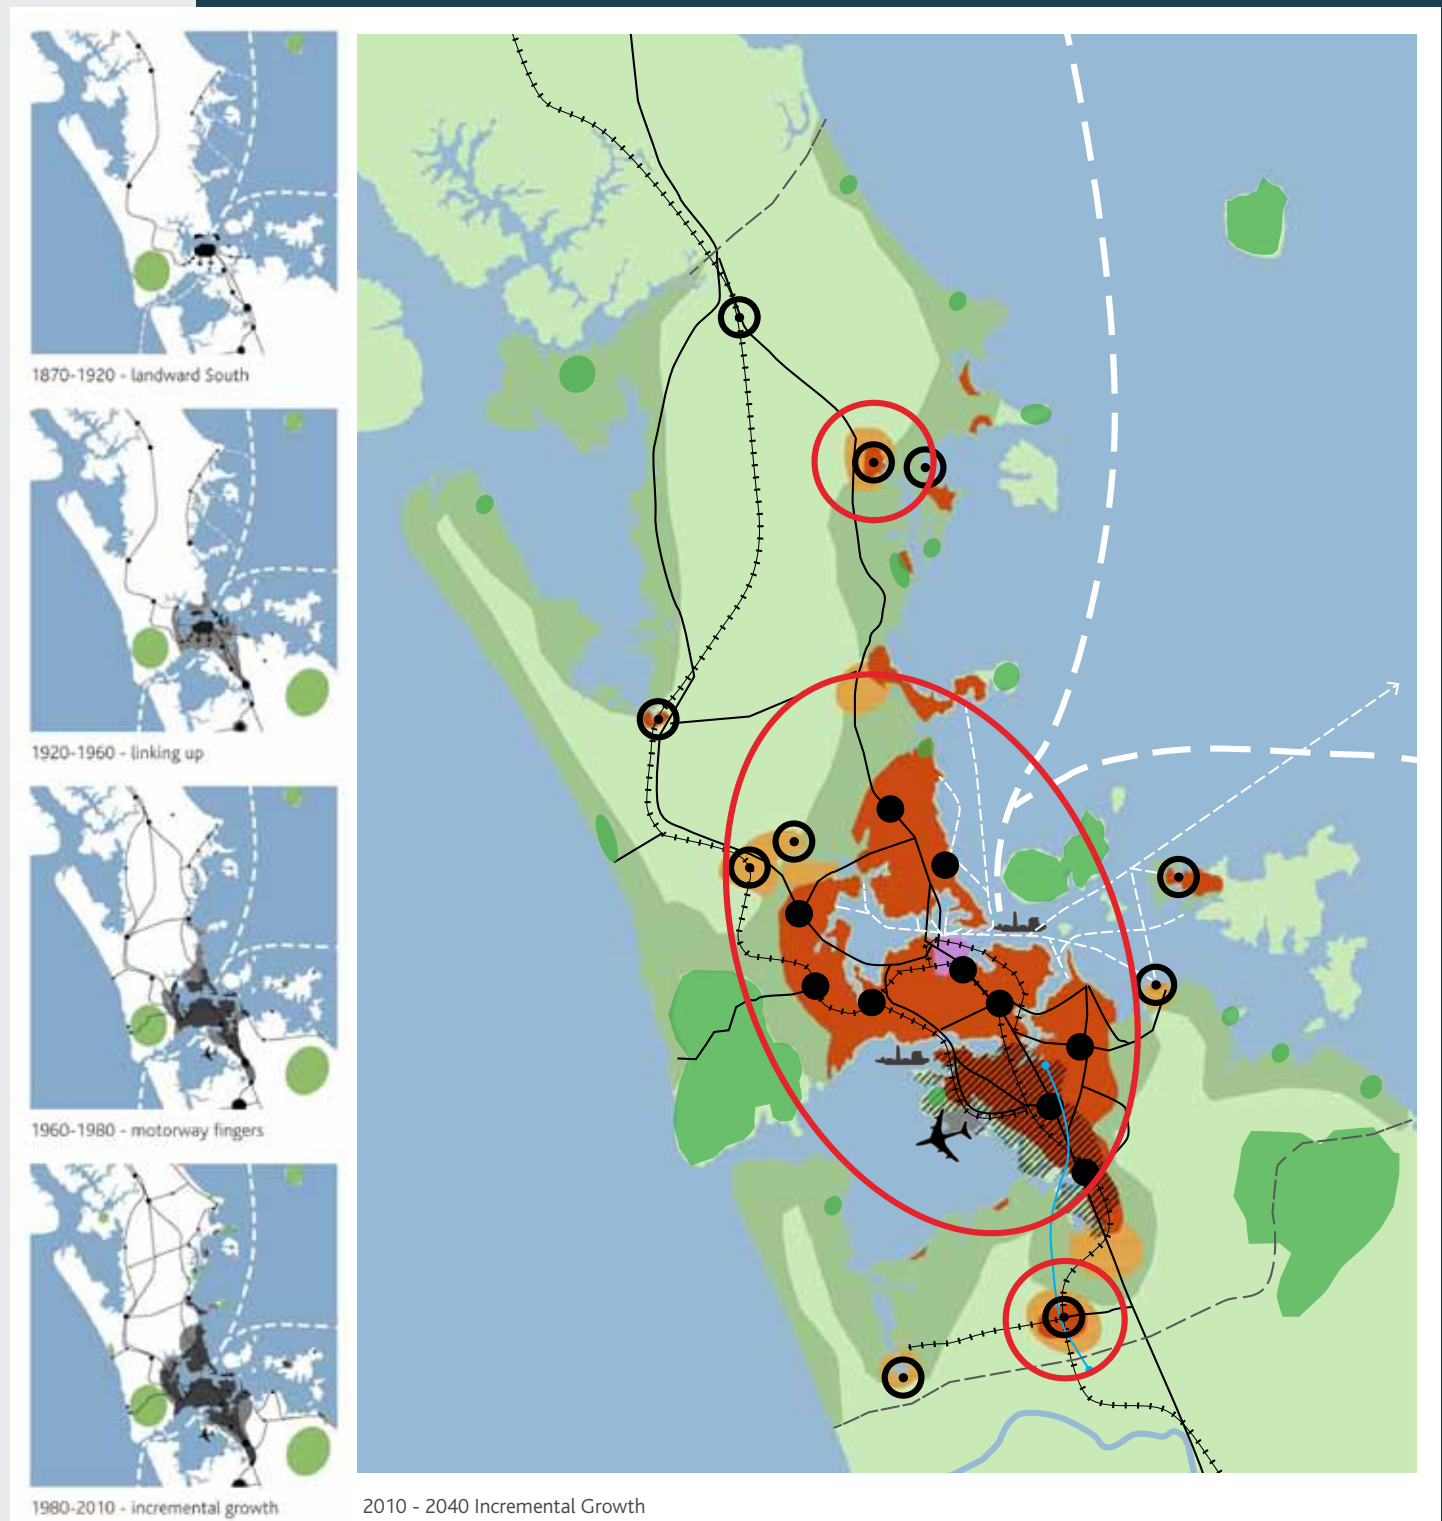 1870-1920 - landward South
1920-1960 - linking up
1960-1980 - motorway fingers
1980-2010 - incremental growth
2010 - 2040 Incremental Growth